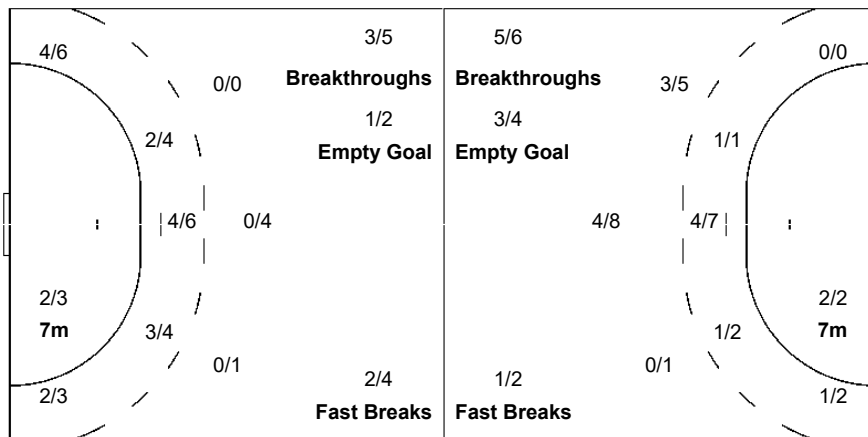 3/5 5/6
4/6 0/0
0/0 Breakthroughs Breakthroughs 3/5
1/2 3/4
2/4 Empty Goal Empty Goal 1/1
4/6 0/4 4/8 4/7
2/3 2/2
7m 3/4 1/2 7m
0/1 0/1
2/4 1/2
2/3 1/2
Fast Breaks Fast Breaks